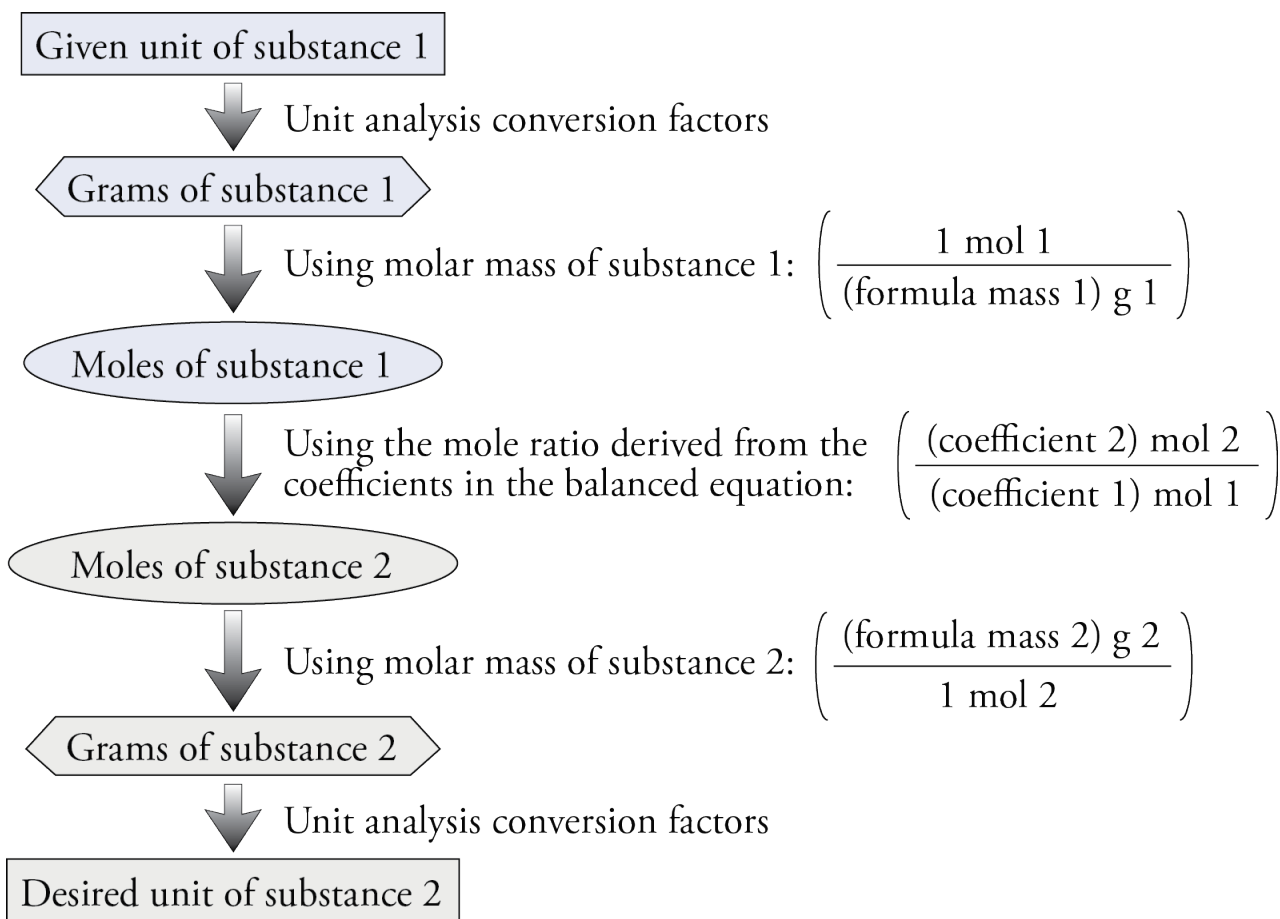 Given unit of substance 1
Unit analysis conversion factors
Grams of substance 1
Using molar mass of substance 1:
1 mol 1
(formula mass 1) g 1
Moles of substance 1
Using the mole ratio derived from the
coefficients in the balanced equation:
(coefficient 2) mol 2
(coefficient 1) mol 1
Moles of substance 2
Using molar mass of substance 2:
(formula mass 2) g 2
1 mol 2
Grams of substance 2
Unit analysis conversion factors
Desired unit of substance 2